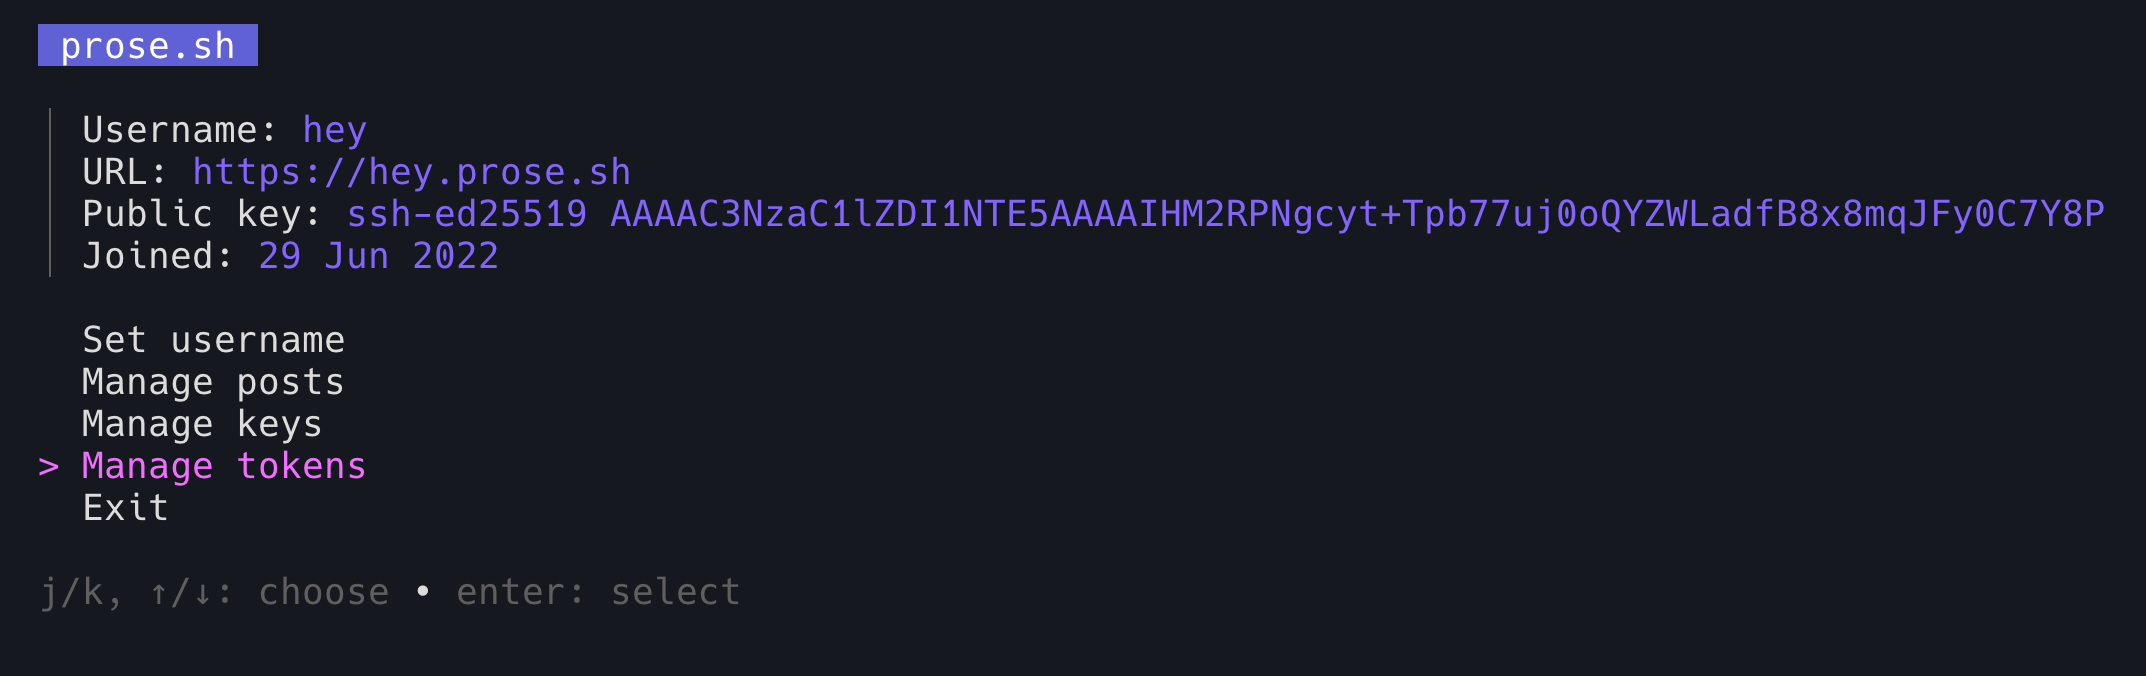 prose.sh
Username: hey
URL: https://hey.prose.sh
Public key: ssh-ed25519 AAAAC3NzaC1lZDI1NTE5AAAAIHM2RPNgcyt+Tpb77uj0oQYZWLadfB8x8mqJFy0C7Y8P
Joined: 29 Jun 2022
Set username
Manage posts
Manage keys
> Manage tokens
Exit
j/k, ↑/↓: choose • enter: select